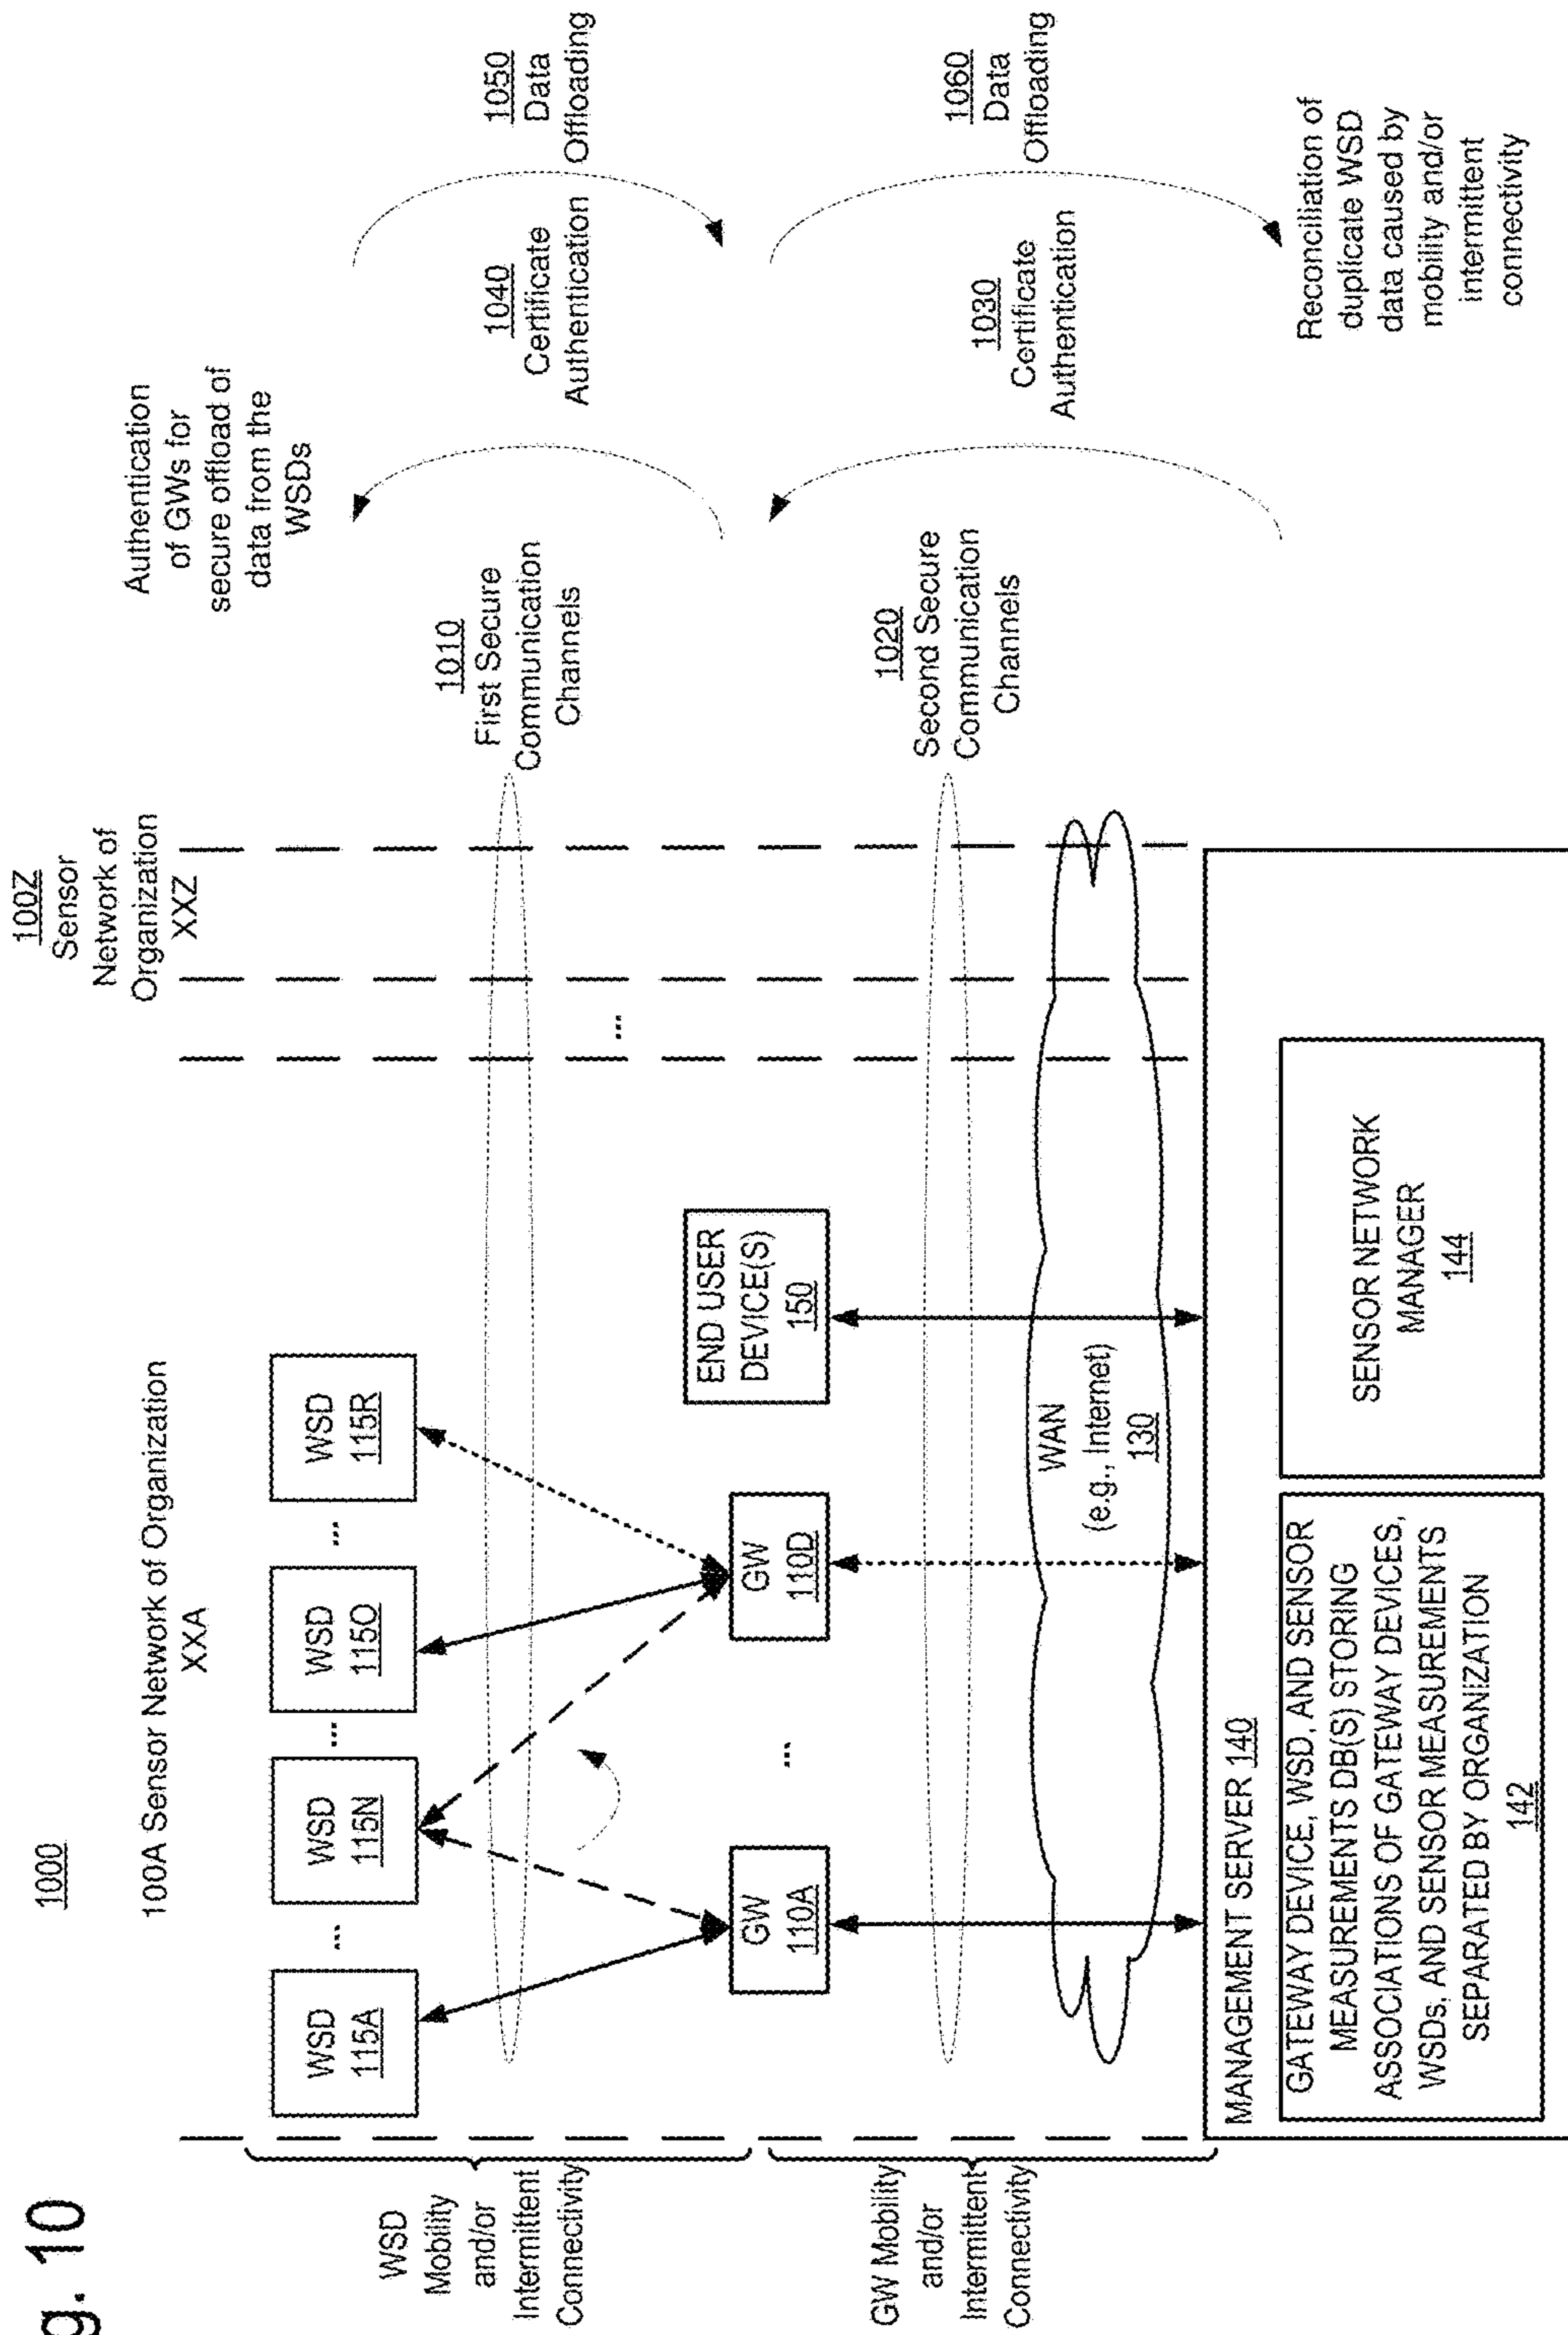 g. 10
1000
100A Sensor Network of Organization
XXA
100Z
Sensor
Network of
Organization
XXZ
Authentication
of GWs for
secure offload of
data from the
WSDs
WSD
Mobility
and/or
Intermittent
Connectivity
WSD
115A
...
WSD
115N
...
WSD
115O
...
WSD
115R
...
1010
First Secure
Communication
Channels
1040
Certificate
Authentication
1050
Data
Offloading
GW Mobility
and/or
Intermittent
Connectivity
GW
110A
...
GW
110D
END USER
DEVICE(S)
150
1020
Second Secure
Communication
Channels
1030
Certificate
Authentication
1060
Data
Offloading
WAN
(e.g., Internet)
130
MANAGEMENT SERVER 140
GATEWAY DEVICE, WSD, AND SENSOR
MEASUREMENTS DB(S) STORING
ASSOCIATIONS OF GATEWAY DEVICES,
WSDs, AND SENSOR MEASUREMENTS
SEPARATED BY ORGANIZATION
142
SENSOR NETWORK
MANAGER
144
Reconciliation of
duplicate WSD
data caused by
mobility and/or
intermittent
connectivity